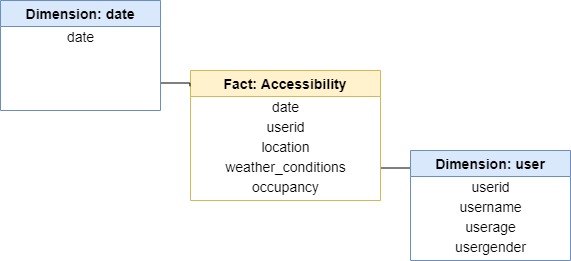 Dimension: date
date
Fact: Accessibility
date
userid
location
weather_conditions
occupancy
Dimension: user
userid
username
userage
usergender